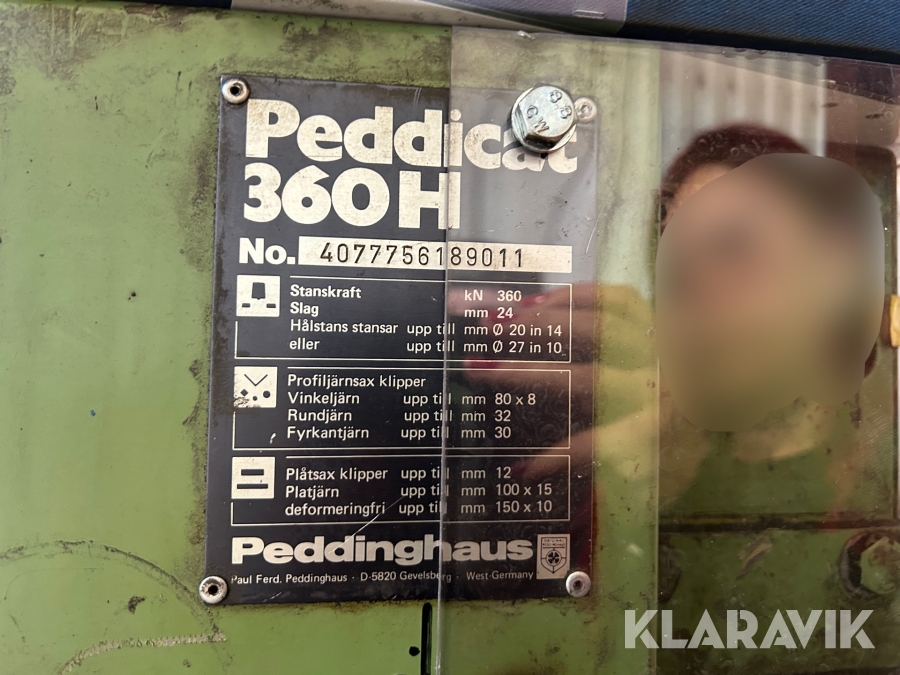 Peddicat
360H
No. 4077756189011
Stanskraft kN 360
Slag mm 24
Hålstans stansar upp till mm Ø 20 in 14
eller upp till mm Ø 27 in 10
Profiljärnsax klipper
Vinkeljärn upp till mm 80 x 8
Rundjärn upp till mm 32
Fyrkantjärn upp till mm 30
Plåtsax klipper upp till mm 12
Platjärn upp till mm 100 x 15
deformeringfri upp till mm 150 x 10
Peddinghaus
Paul Ferd. Peddinghaus · D-5820 Gevelsberg · West-Germany
KLARAVIK